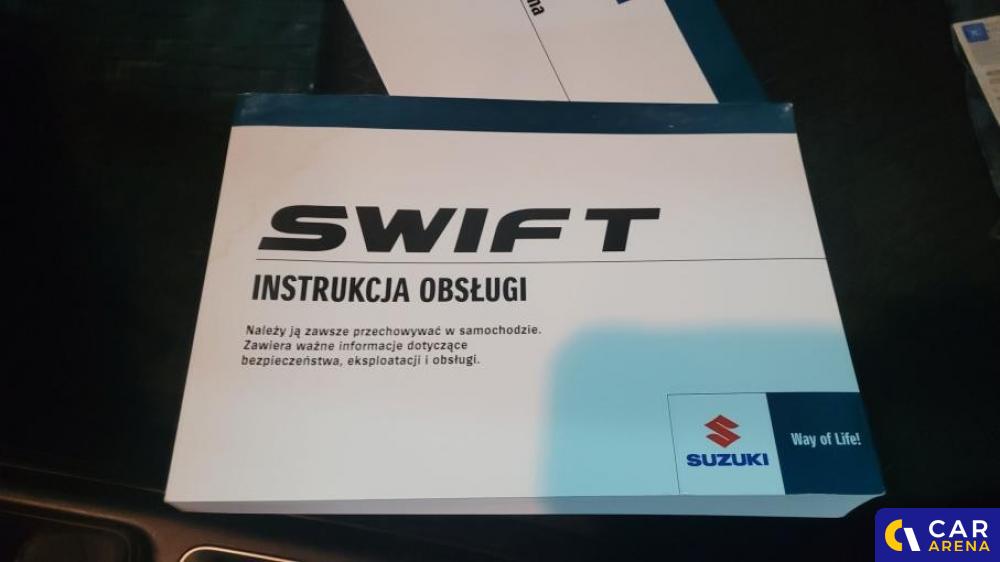 SWIFT
INSTRUKCJA OBSŁUGI
Należy ją zawsze przechowywać w samochodzie.
Zawiera ważne informacje dotyczące
bezpieczeństwa, eksploatacji i obsługi.
SUZUKI
Way of Life!
CAR
ARENA